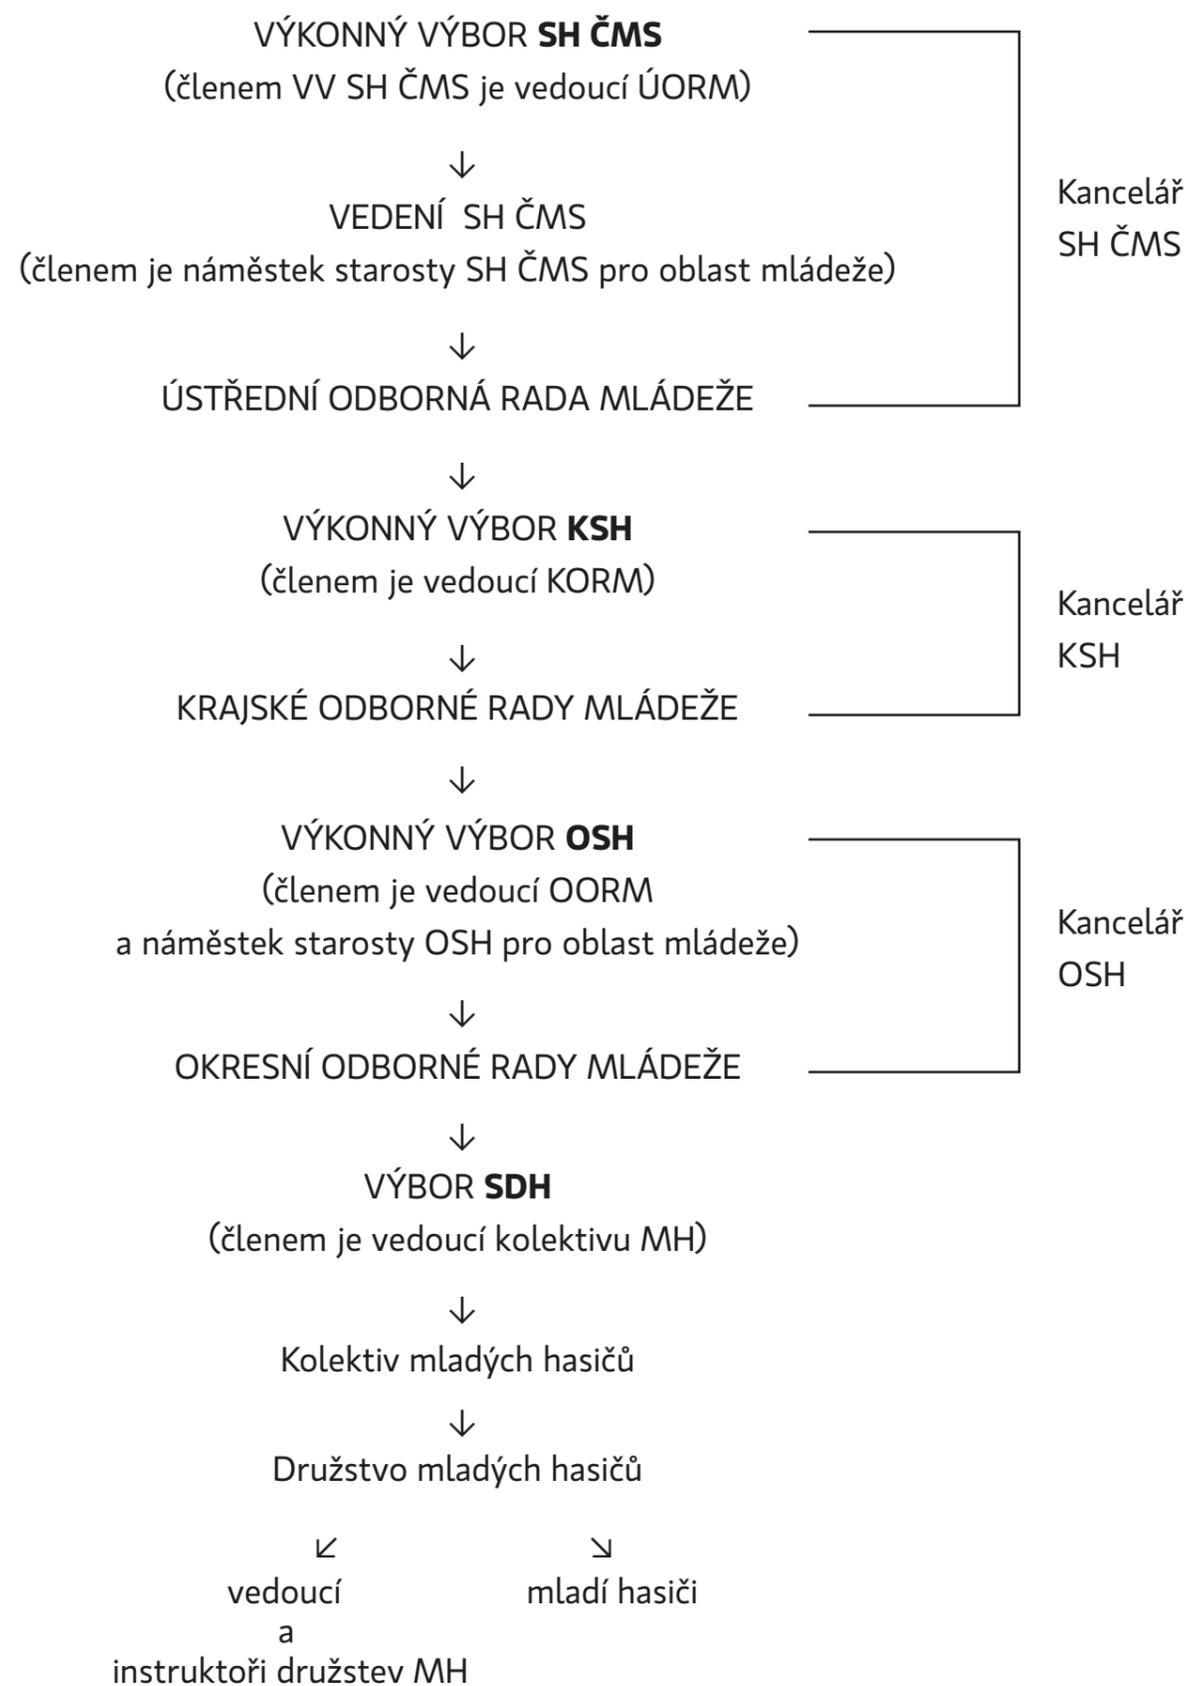 VÝKONNÝ VÝBOR SH ČMS
(členem VV SH ČMS je vedoucí ÚORM)
↓
VEDENÍ SH ČMS
(členem je náměstek starosty SH ČMS pro oblast mládeže)
↓
ÚSTŘEDNÍ ODBORNÁ RADA MLÁDEŽE
Kancelář
SH ČMS
↓
VÝKONNÝ VÝBOR KSH
(členem je vedoucí KORM)
↓
KRAJSKÉ ODBORNÉ RADY MLÁDEŽE
Kancelář
KSH
↓
VÝKONNÝ VÝBOR OSH
(členem je vedoucí OORM
a náměstek starosty OSH pro oblast mládeže)
↓
OKRESNÍ ODBORNÉ RADY MLÁDEŽE
Kancelář
OSH
↓
VÝBOR SDH
(členem je vedoucí kolektivu MH)
↓
Kolektiv mladých hasičů
↓
Družstvo mladých hasičů
↙ ↘
vedoucí
a
instruktoři družstev MH
mladí hasiči